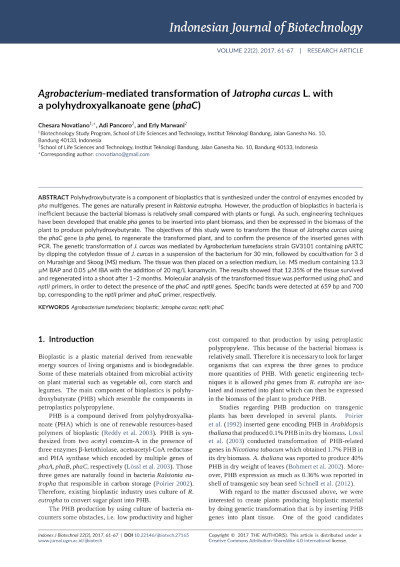 Indonesian Journal of Biotechnology
VOLUME 22(2), 2017, 61-67 | RESEARCH ARTICLE
Agrobacterium-mediated transformation of Jatropha curcas L. with
a polyhydroxyalkanoate gene (phaC)
Chesara Novatiano1,*, Adi Pancoro2, and Erly Marwani2
1Biotechnology Study Program, School of Life Sciences and Technology, Institut Teknologi Bandung, Jalan Ganesha No. 10,
Bandung 40133, Indonesia
2School of Life Sciences and Technology, Institut Teknologi Bandung, Jalan Ganesha No. 10, Bandung 40133, Indonesia
*Corresponding author: cnovatiano@gmail.com
ABSTRACT Polyhydroxybutyrate is a component of bioplastics that is synthesized under the control of enzymes encoded by
phs multigenes. The genes are naturally present in Ralstonia eutropha. However, the production of bioplastics in bacteria is
inefficient because the bacterial biomass is relatively small compared with plants or fungi. As such, engineering techniques
have been developed that enable phb genes to be inserted into plant biomass, and then be expressed in the biomass of the
plant to produce polyhydroxybutyrate. The objectives of this study were to transform the tissue of Jatropha curcas using
the phaC gene (a pha gene), to regenerate the transformed plant, and to confirm the presence of the inserted genes with
PCR. The genetic transformation of J. curcas was mediated by Agrobacterium tumefaciens strain GV3101 containing pARTC
by dipping the cotyledon tissue of J. curcas in a suspension of the bacterium for 30 min, followed by cocultivation for 3 d
on Murashige and Skoog (MS) medium. The tissue was then placed on a selection medium, i.e. MS medium containing 13.3
µM BAP and 0.05 µM IBA with the addition of 20 mg/L kanamycin. The results showed that 12.35% of the tissue survived
and regenerated into a shoot after 1–2 months. Molecular analysis of the transformed tissue was performed using phaC and
nptII primers, in order to detect the presence of the phaC and nptII genes. Specific bands were detected at 659 bp and 700
bp, corresponding to the nptII primer and phaC primer, respectively.
KEYWORDS Agrobacterium tumefaciens; bioplastic; Jatropha curcas; nptII; phaC
1. Introduction
Bioplastic is a plastic material derived from renewable
energy sources of living organisms and is biodegradable.
Some of these materials obtained from microbial activity
on plant material such as vegetable oil, corn starch and
legumes. The main component of bioplastics is polyhy-
droxybutyrate (PHB) which resemble the components in
petroplastics polypropylene.
PHB is a compound derived from polyhydroxyalka-
noate (PHA) which is one of renewable resources-based
polymers of bioplastic (Reddy et al. 2003). PHB is syn-
thesized from two acetyl coenzim-A in the presence of
three enzymes β-ketothiolase, acetoacetyl-CoA reductase
and PHA synthase which encoded by multiple genes of
phaA, phaB, phaC, respectively (Lössl et al. 2003). Those
three genes are naturally found in bacteria Ralstonia eu-
tropha that responsible in carbon storage (Poirier 2002).
Therefore, existing bioplastic industry uses culture of R.
eutropha to convert sugar plant into PHB.
The PHB production by using culture of bacteria en-
counters some obstacles, i.e. low productivity and higher
cost compared to that production by using petroplastic
polypropylene. This because of the bacterial biomass is
relatively small. Therefore it is necessary to look for larger
organisms that can express the three genes to produce
more quantities of PHB. With genetic engineering tech-
niques it is allowed pha genes from R. eutropha are iso-
lated and inserted into plant which can then be expressed
in the biomass of the plant to produce PHB.
Studies regarding PHB production on transgenic
plants has been developed in several plants. Poirier
et al. (1992) inserted gene encoding PHB in Arabidopsis
thaliana that produced 0.1% PHB in its dry biomass. Lössl
et al. (2003) conducted transformation of PHB-related
genes in Nicotiana tabacum which obtained 1.7% PHB in
its dry biomass. A. thaliana was reported to produce 40%
PHB in dry weight of leaves (Bohmert et al. 2002). More-
over, PHB expression as much as 0.36% was reported in
shell of transgenic soy bean seed Schnell et al. (2012).
With regard to the matter discussed above, we were
interested to create plants producing bioplastic material
by doing genetic transformation that is by inserting PHB
genes into plant tissue. One of the good candidates
Indones J Biotechnol 22(2), 2017, 61-67 | DOI 10.22146/ijbiotech.27165
www.jurnal.ugm.ac.id/ijbiotech
Copyright © 2017 THE AUTHOR(S). This article is distributed under a
Creative Commons Attribution-ShareAlike 4.0 International license.